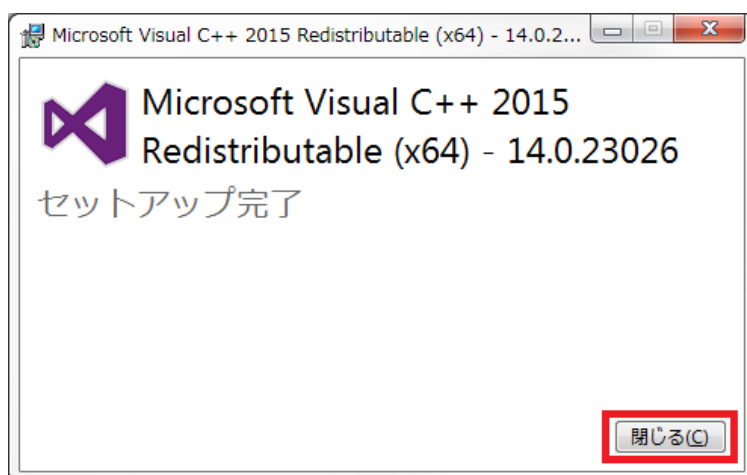 Microsoft Visual C++ 2015 Redistributable (x64) - 14.0.2...
Microsoft Visual C++ 2015
Redistributable (x64) - 14.0.23026
セットアップ完了
閉じる(C)